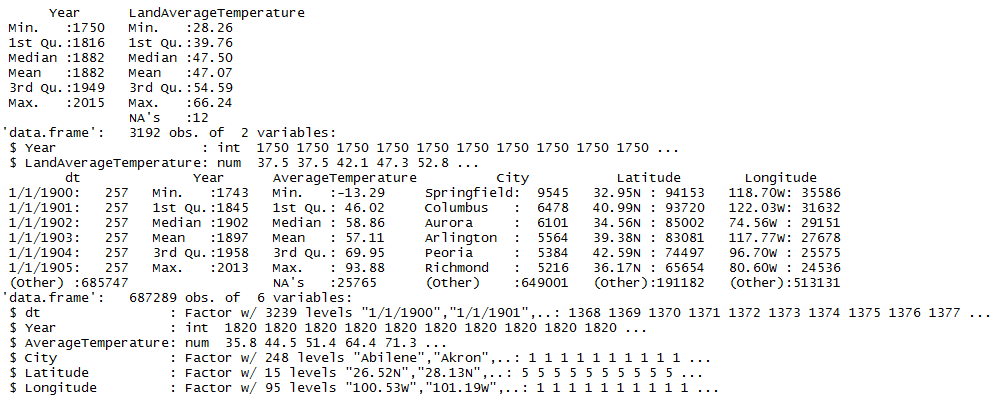 Year      LandAverageTemperature
 Min.   :1750   Min.   :28.26
 1st Qu.:1816   1st Qu.:39.76
 Median :1882   Median :47.50
 Mean   :1882   Mean   :47.07
 3rd Qu.:1949   3rd Qu.:54.59
 Max.   :2015   Max.   :66.24
                NA's   :12
'data.frame':   3192 obs. of  2 variables:
 $ Year                  : int  1750 1750 1750 1750 1750 1750 1750 1750 1750 1750 ...
 $ LandAverageTemperature: num  37.5 37.5 42.1 47.3 52.8 ...
        dt              Year      AverageTemperature          City              Latitude        Longitude
 1/1/1900:   257   Min.   :1743   Min.   :-13.29     Springfield:  9545   32.95N : 94153   118.70W: 35586
 1/1/1901:   257   1st Qu.:1845   1st Qu.: 46.02     Columbus   :  6478   40.99N : 93720   122.03W: 31632
 1/1/1902:   257   Median :1902   Median : 58.86     Aurora     :  6101   34.56N : 85002   74.56W : 29151
 1/1/1903:   257   Mean   :1897   Mean   : 57.11     Arlington  :  5564   39.38N : 83081   117.77W: 27678
 1/1/1904:   257   3rd Qu.:1958   3rd Qu.: 69.95     Peoria     :  5384   42.59N : 74497   96.70W : 25575
 1/1/1905:   257   Max.   :2013   Max.   : 93.88     Richmond   :  5216   36.17N : 65654   80.60W : 24536
 (Other) :685747                  NA's   :25765      (Other)    :649001   (Other):191182   (Other):513131
'data.frame':   687289 obs. of  6 variables:
 $ dt                : Factor w/ 3239 levels "1/1/1900","1/1/1901",..: 1368 1369 1370 1371 1372 1373 1374 1375 1376 1377 ...
 $ Year              : int  1820 1820 1820 1820 1820 1820 1820 1820 1820 1820 ...
 $ AverageTemperature: num  35.8 44.5 51.4 64.4 71.3 ...
 $ City              : Factor w/ 248 levels "Abilene","Akron",..: 1 1 1 1 1 1 1 1 1 1 ...
 $ Latitude          : Factor w/ 15 levels "26.52N","28.13N",..: 5 5 5 5 5 5 5 5 5 5 ...
 $ Longitude         : Factor w/ 95 levels "100.53W","101.19W",..: 1 1 1 1 1 1 1 1 1 1 ...